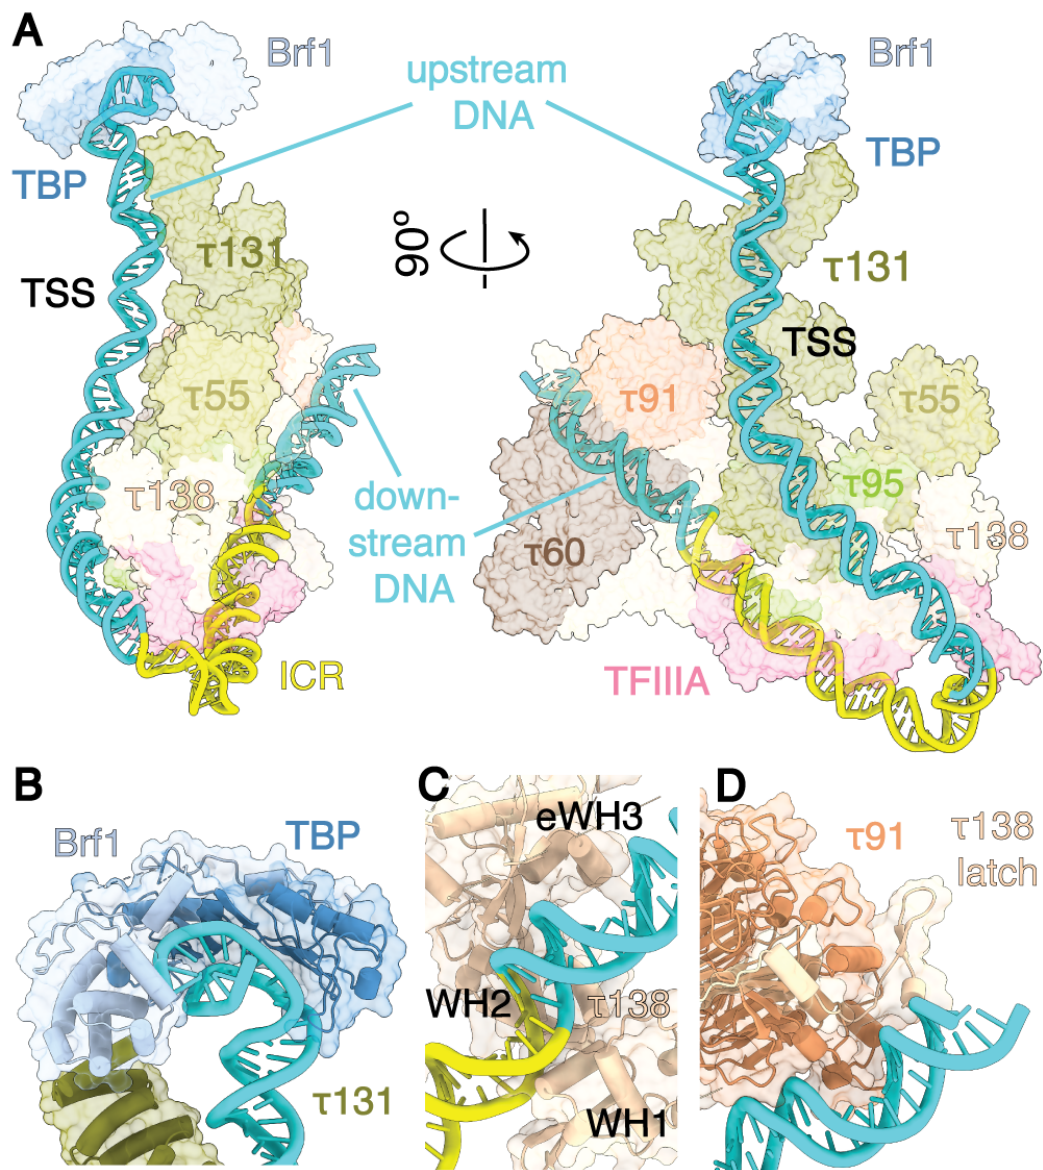 A
Brf1
upstream
DNA
Brf1
TBP
TBP
90°
τ131
τ131
TSS
TSS
τ91
τ55
τ55
down-
stream
DNA
τ95
τ138
τ138
τ60
ICR
TFIIIA
B
Brf1
TBP
τ131
C
eWH3
WH2
τ138
WH1
D
τ91
τ138
latch